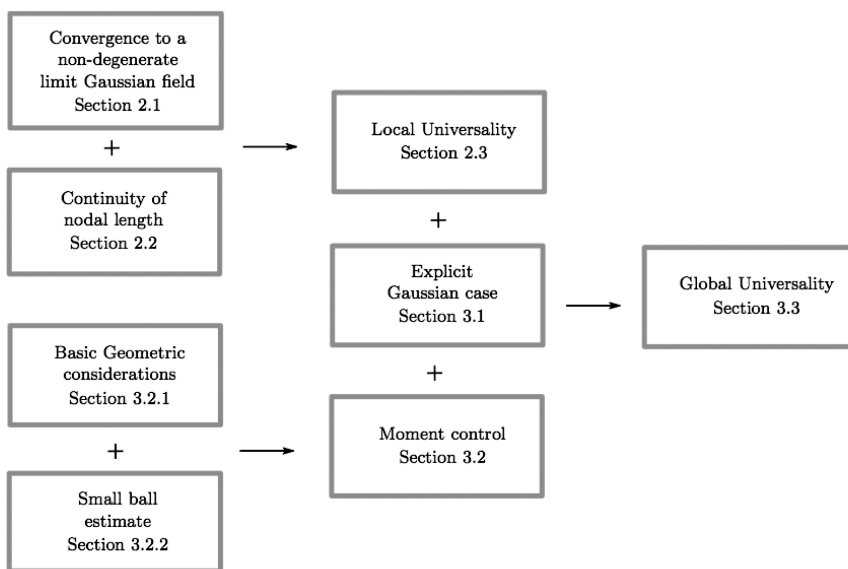 Convergence to a
non-degenerate
limit Gaussian field
Section 2.1
+
Continuity of
nodal length
Section 2.2
Local Universality
Section 2.3
+
Explicit
Gaussian case
Section 3.1
+
Moment control
Section 3.2
Basic Geometric
considerations
Section 3.2.1
+
Small ball
estimate
Section 3.2.2
Global Universality
Section 3.3